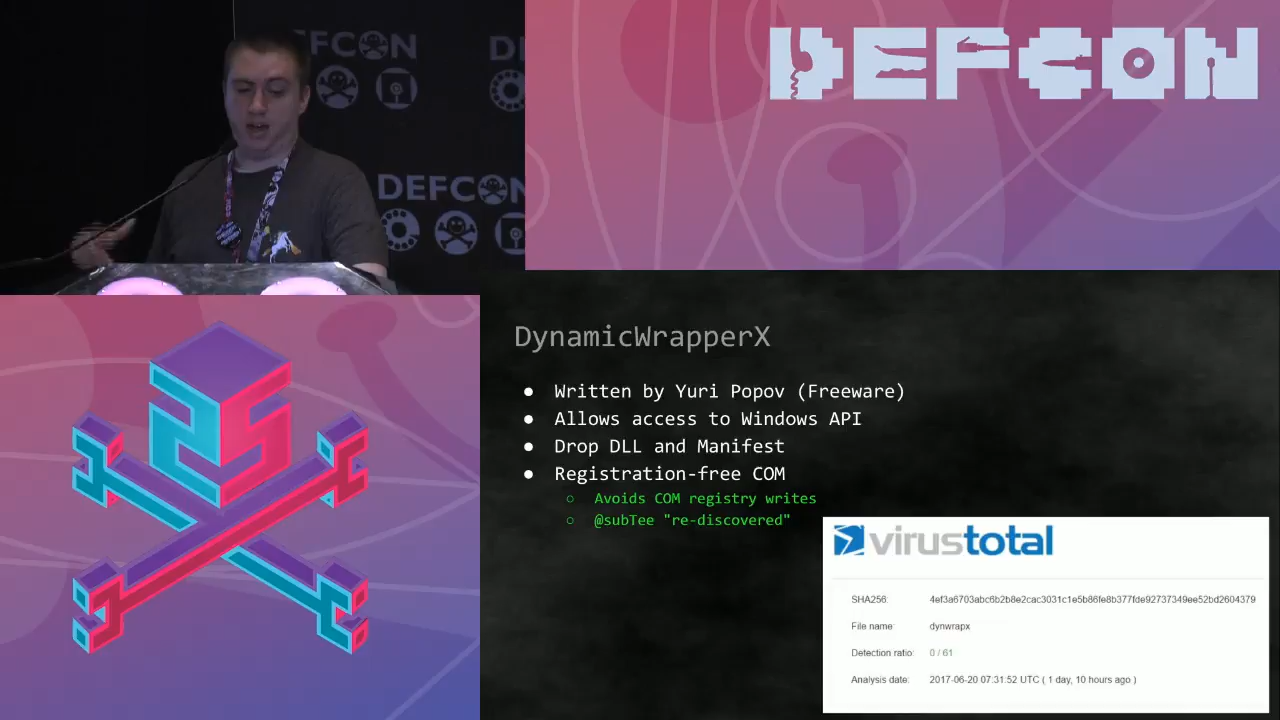 DEFCON
DEFCON
DEFCON
DynamicWrapperX
● Written by Yuri Popov (Freeware)
● Allows access to Windows API
● Drop DLL and Manifest
● Registration-free COM
○ Avoids COM registry writes
○ @subTee "re-discovered"
virustotal
SHA256: 4ef3a6703abc6b2b8e2cac3031c1e5b86fe8b377fde92737349ee52bd2604379
File name: dynwrapx
Detection ratio: 0 / 61
Analysis date: 2017-06-20 07:31:52 UTC ( 1 day, 10 hours ago )